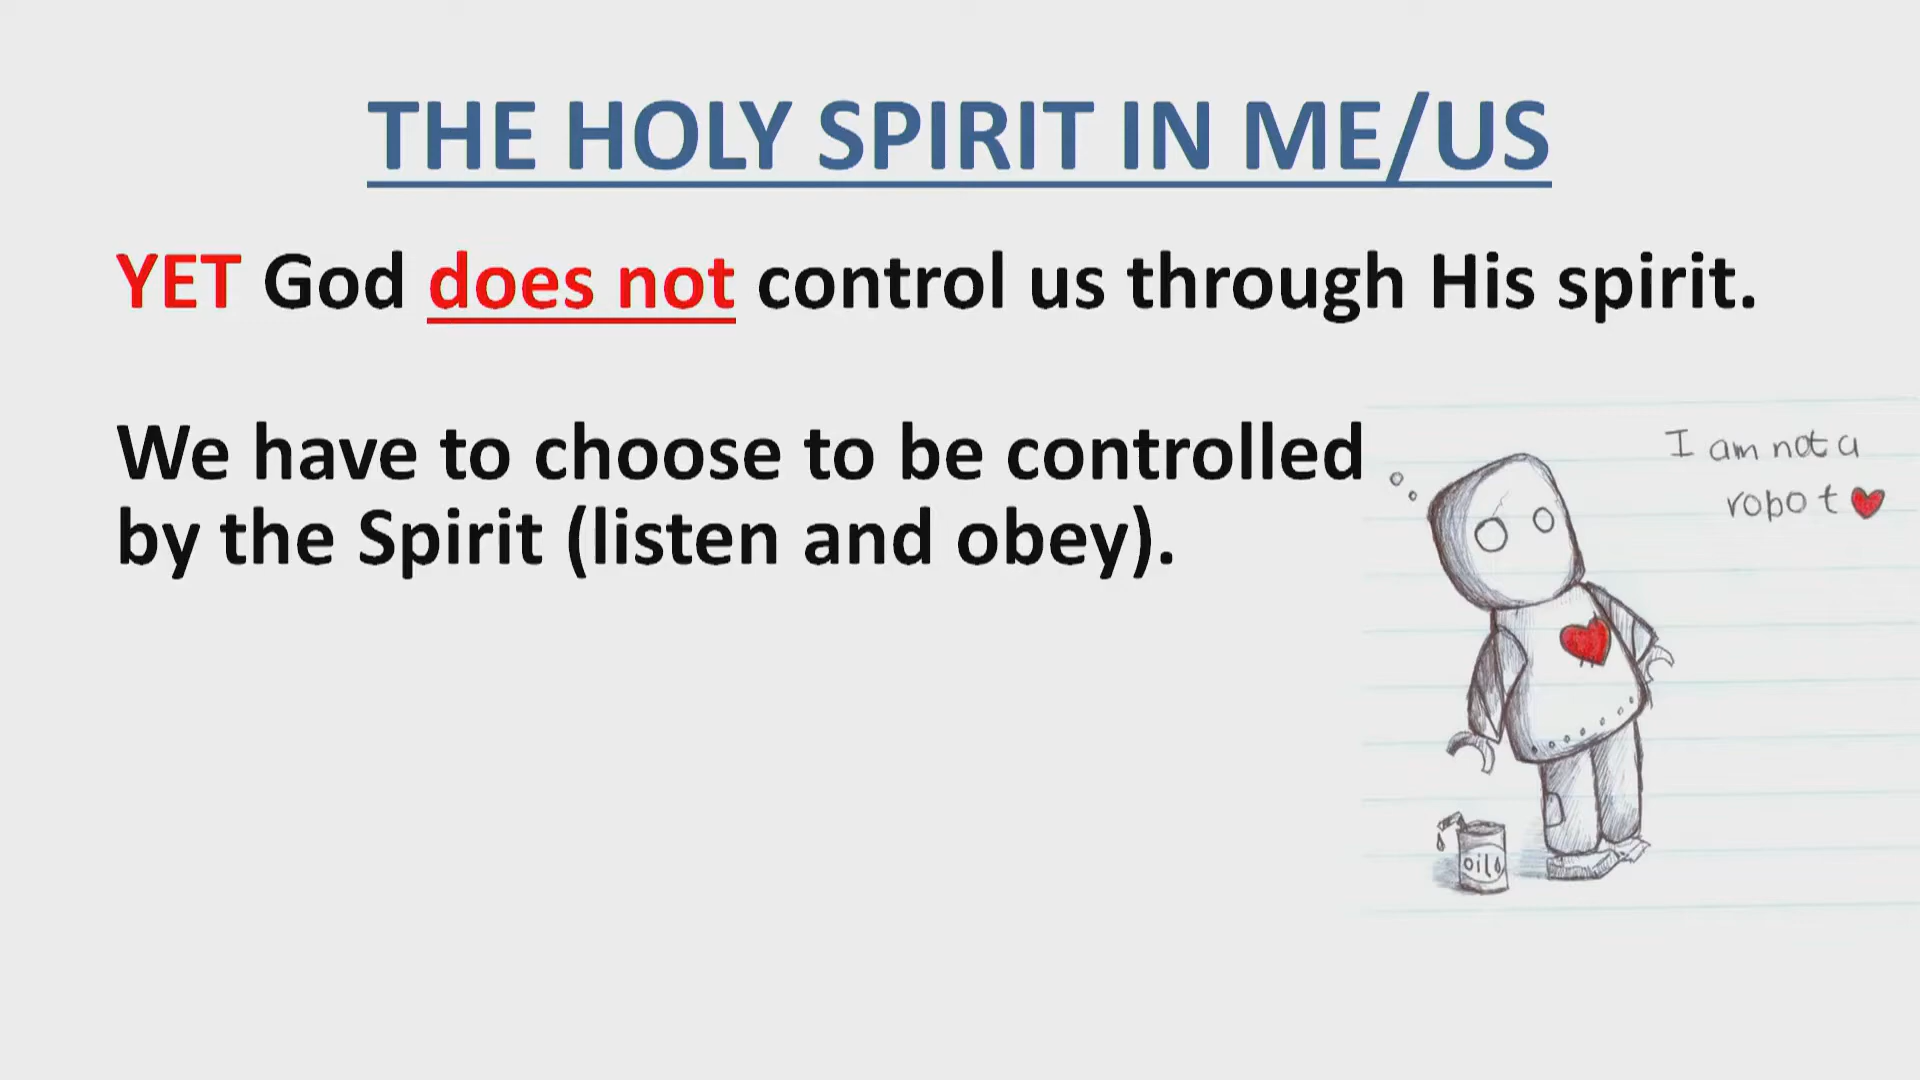 THE HOLY SPIRIT IN ME/US
YET God does not control us through His spirit.
We have to choose to be controlled
by the Spirit (listen and obey).
I am not a
robot
oil